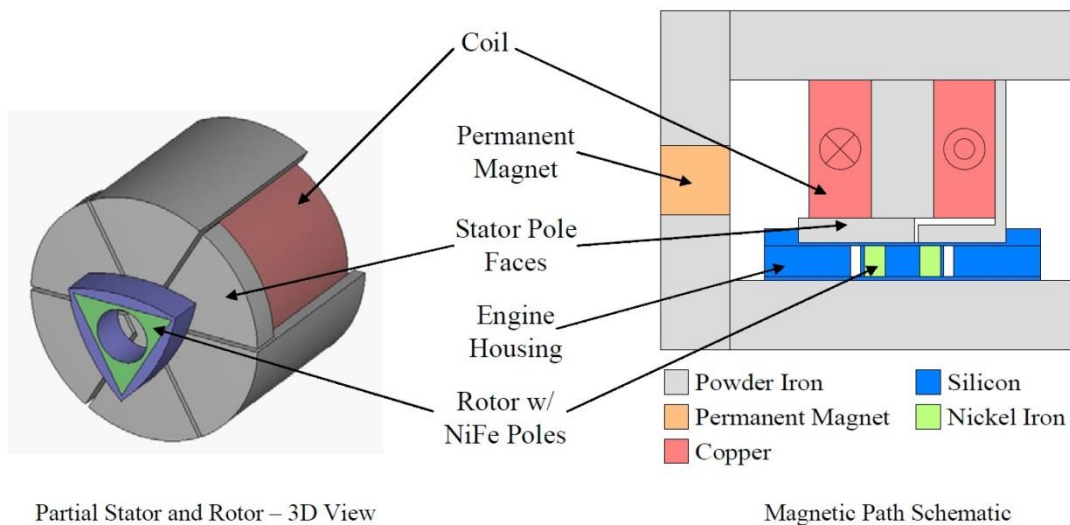 Coil
Permanent
Magnet
Stator Pole
Faces
Engine
Housing
Rotor w/
NiFe Poles
Powder Iron
Silicon
Permanent Magnet
Nickel Iron
Copper
Partial Stator and Rotor – 3D View
Magnetic Path Schematic